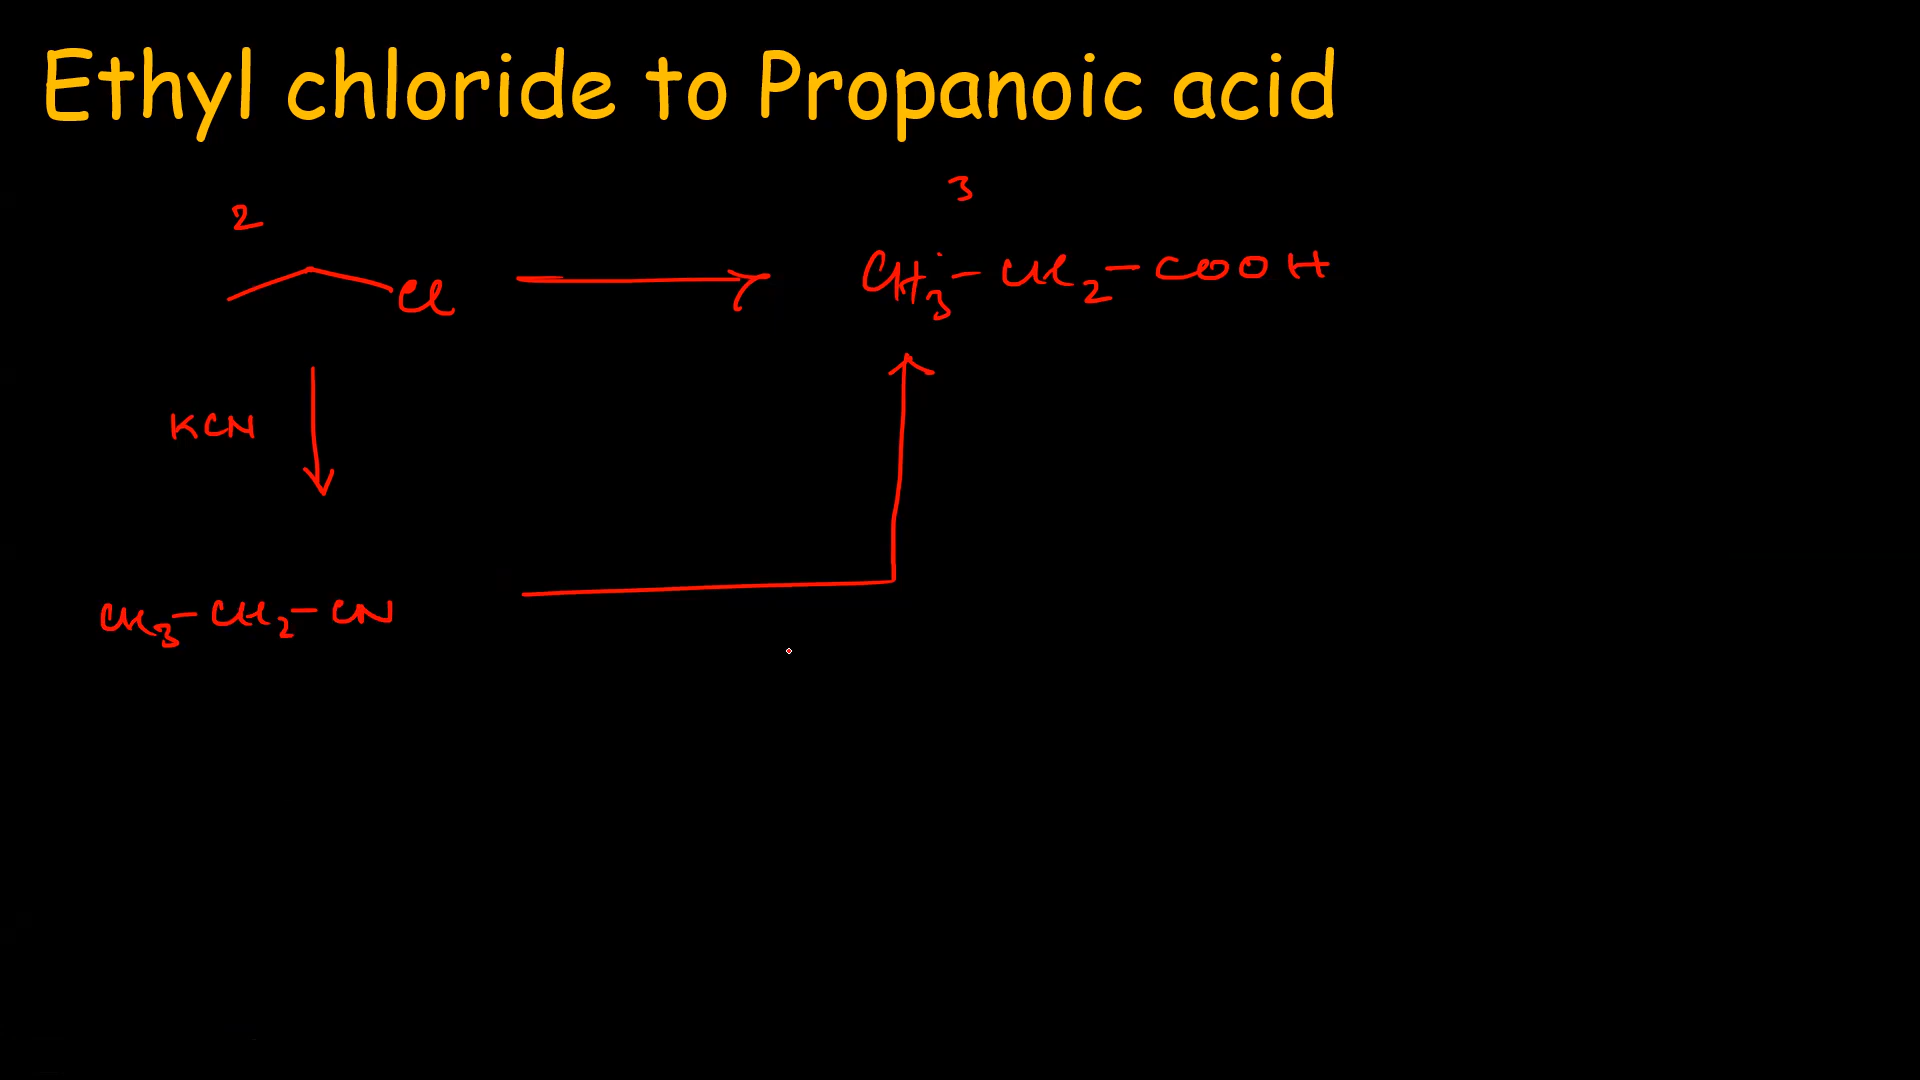 Ethyl chloride to Propanoic acid
2
3
Cl
CH3-CH2-COOH
KCN
CH3-CH2-CN